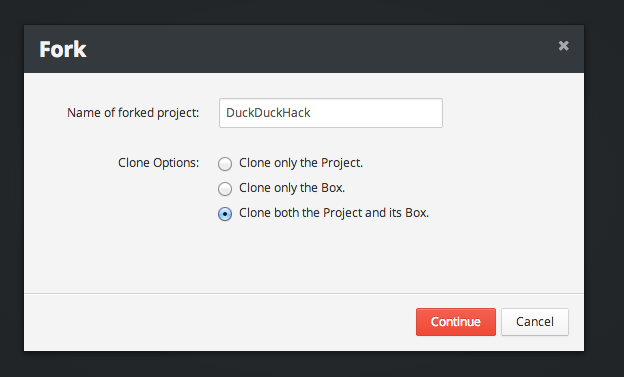 Fork
Name of forked project: DuckDuckHack
Clone Options: Clone only the Project.
Clone only the Box.
Clone both the Project and its Box.
Continue Cancel